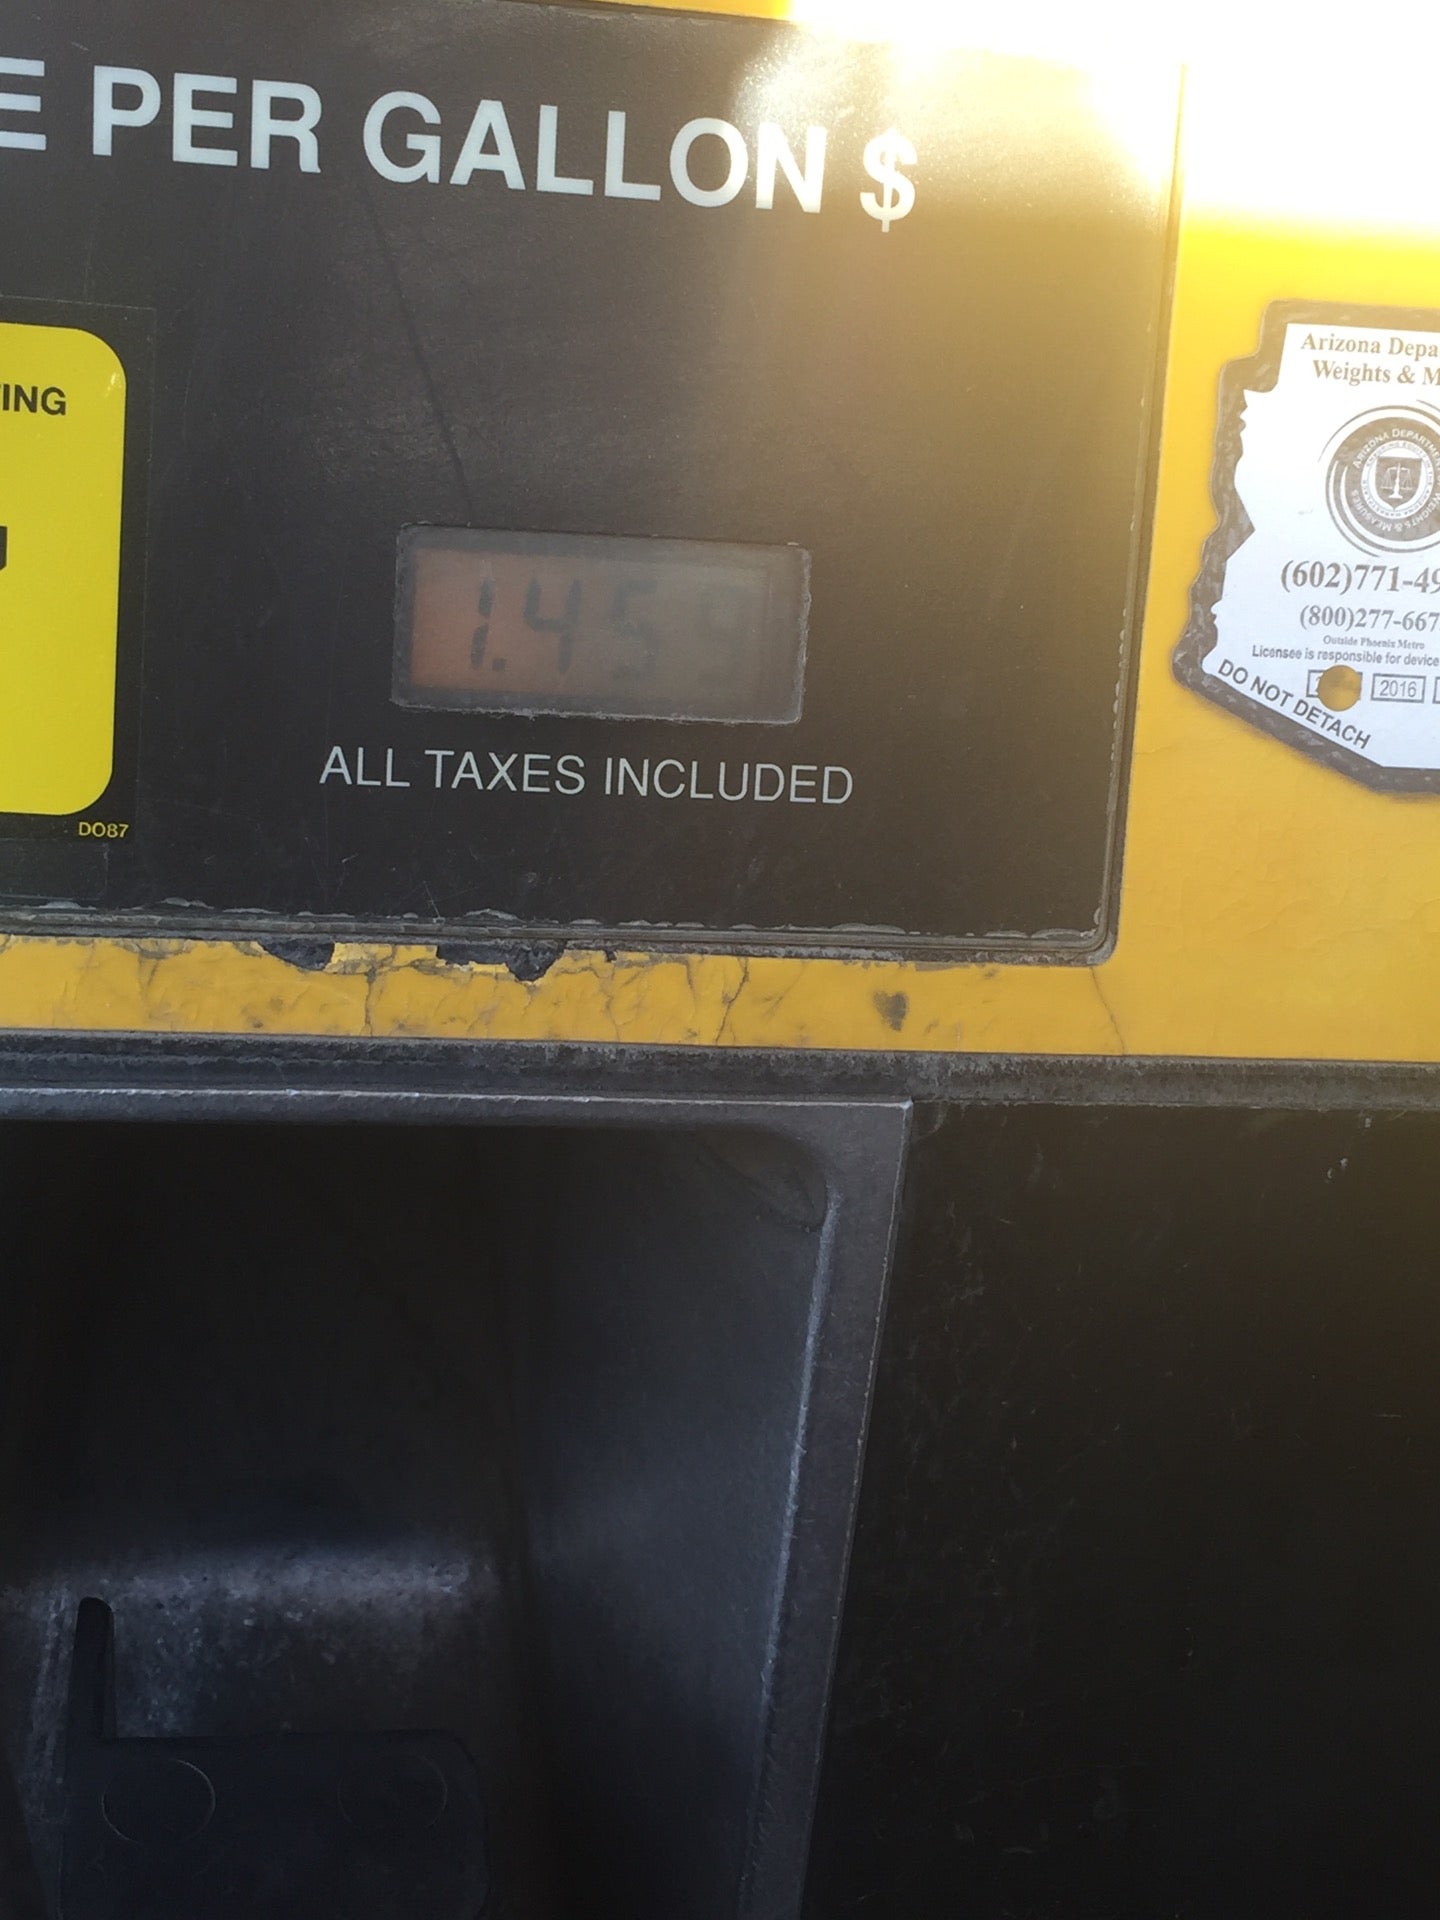 E PER GALLON $
ING
1.45
ALL TAXES INCLUDED
DO87
Arizona Depa
Weights & M
(602)771-49
(800)277-667
Outside Phoenix Metro
Licensee is responsible for device
2016
DO NOT DETACH